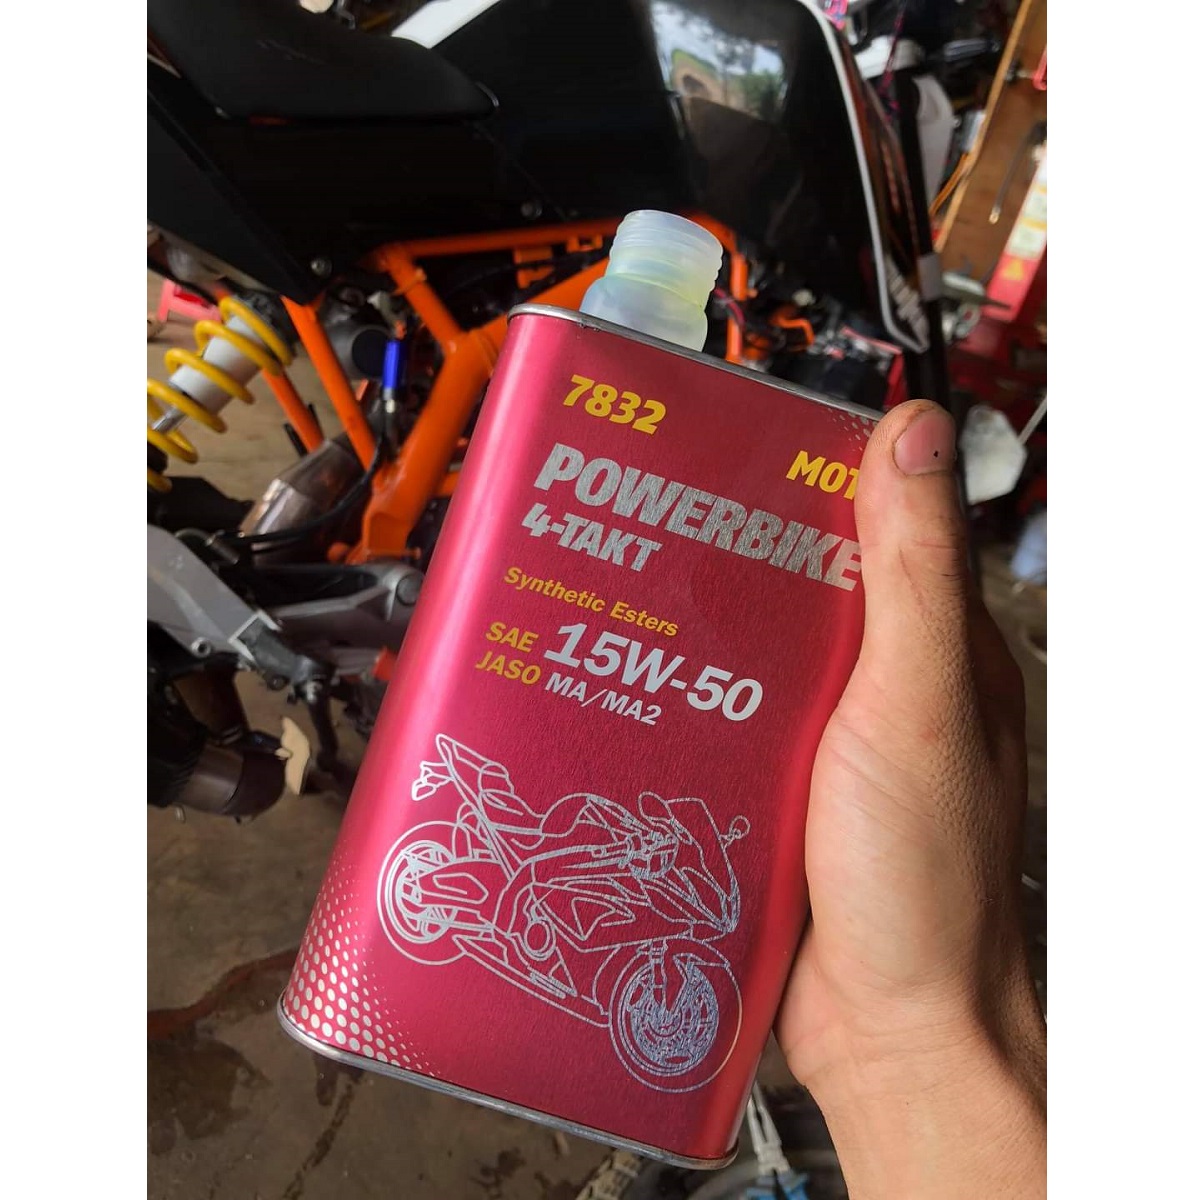 7832
MOT
POWERBIKE
4-TAKT
Synthetic Esters
SAE 15W-50
JASO MA/MA2